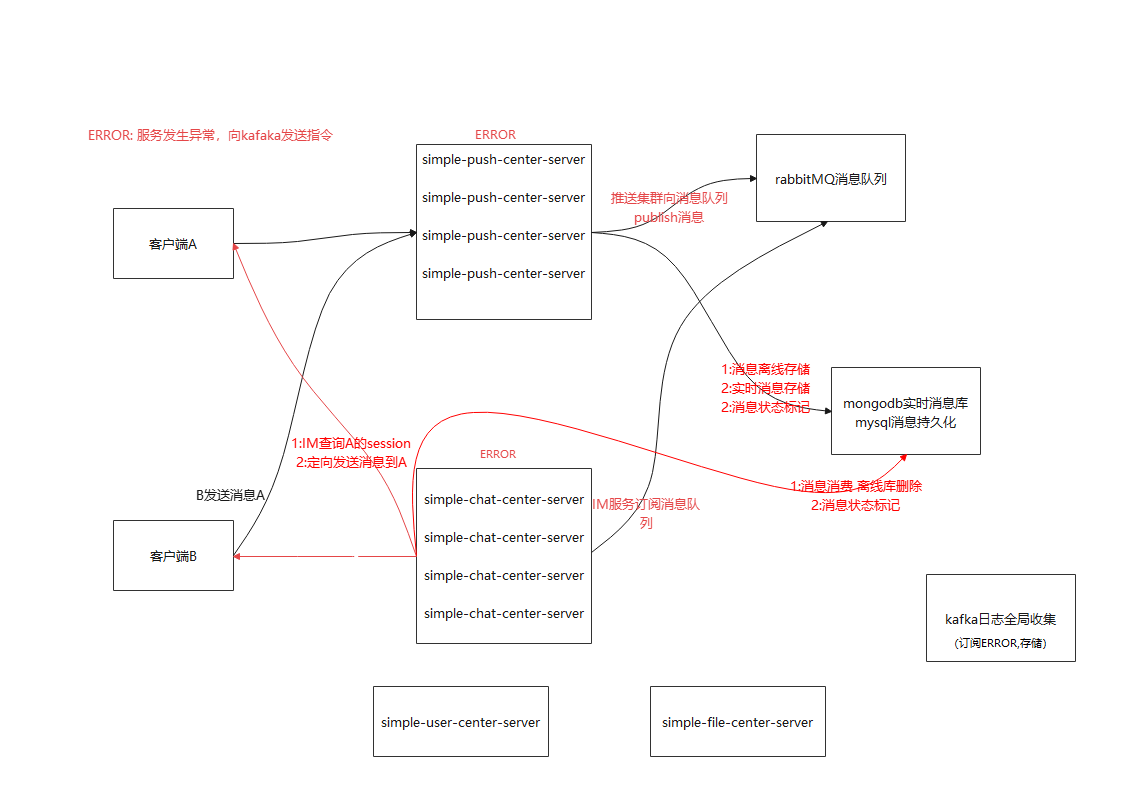 ERROR: 服务发生异常，向kafaka发送指令
ERROR
simple-push-center-server
simple-push-center-server
simple-push-center-server
simple-push-center-server
rabbitMQ消息队列
推送集群向消息队列
publish消息
客户端A
1:消息离线存储
2:实时消息存储
2:消息状态标记
mongodb实时消息库
mysql消息持久化
1:IM查询A的session
2:定向发送消息到A
ERROR
B发送消息A
simple-chat-center-server
simple-chat-center-server
simple-chat-center-server
simple-chat-center-server
IM服务订阅消息队
列
1:消息消费 离线库删除
2:消息状态标记
客户端B
kafka日志全局收集
（订阅ERROR,存储）
simple-user-center-server
simple-file-center-server